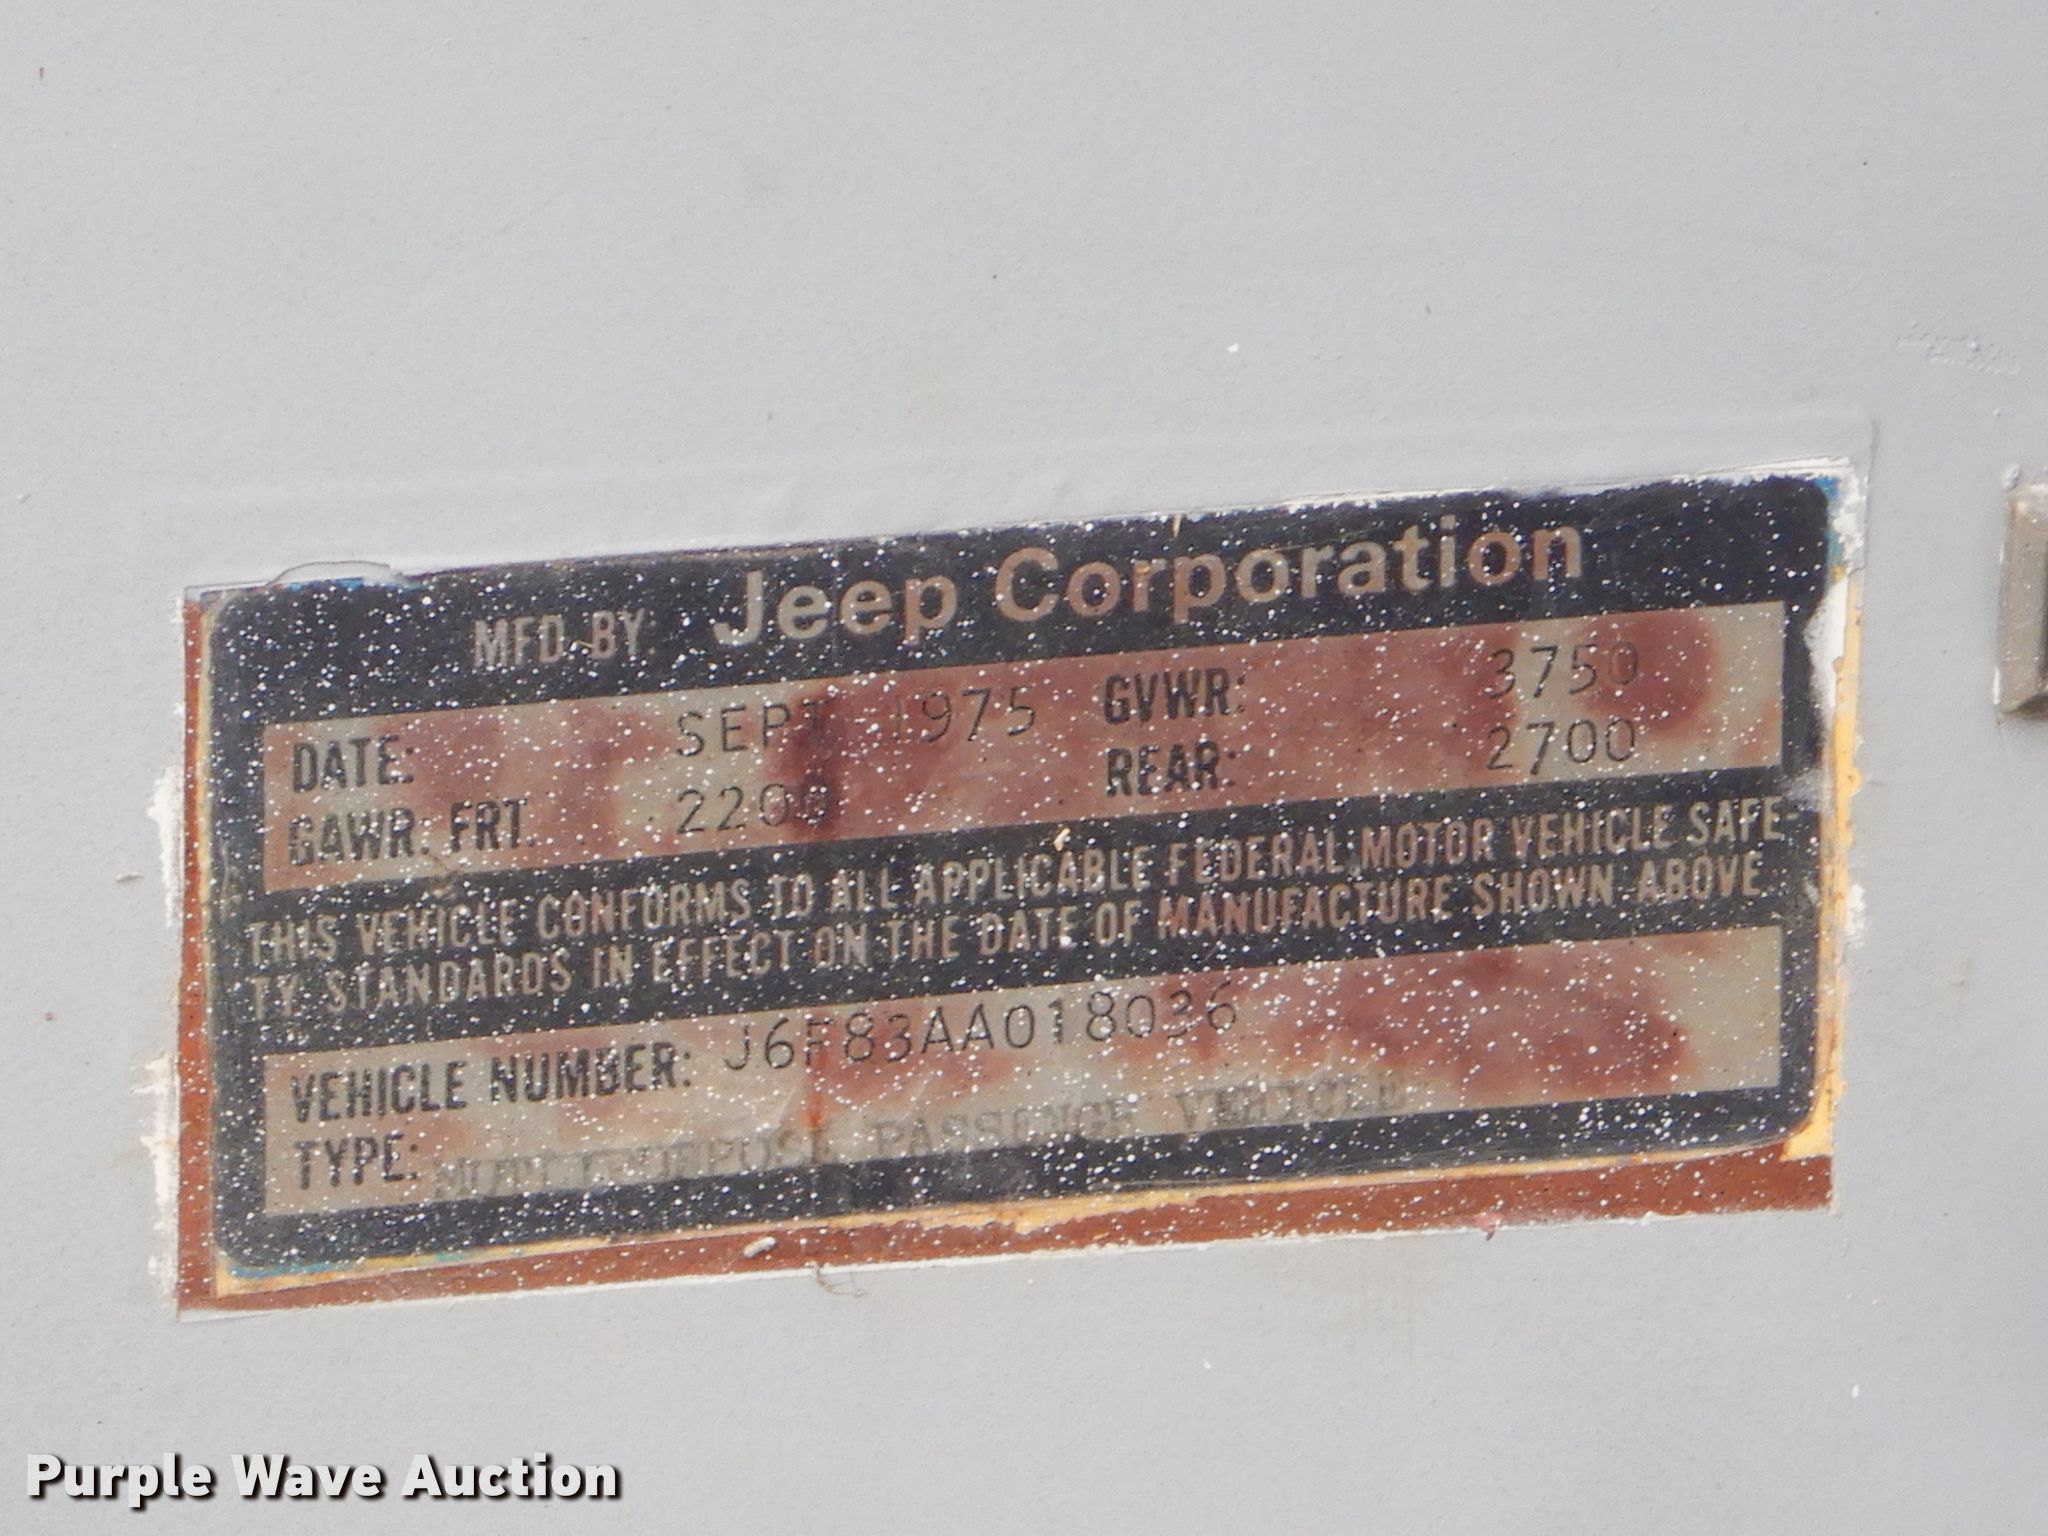 MFD BY: Jeep Corporation
DATE: SEPT 1975 GVWR: 3750
GAWR: FRT. 2200 REAR: 2700
THIS VEHICLE CONFORMS TO ALL APPLICABLE FEDERAL MOTOR VEHICLE SAFE-
TY STANDARDS IN EFFECT ON THE DATE OF MANUFACTURE SHOWN ABOVE.
VEHICLE NUMBER: J6F83AA018036
TYPE: PASSENGE VEHICLE
Purple Wave Auction